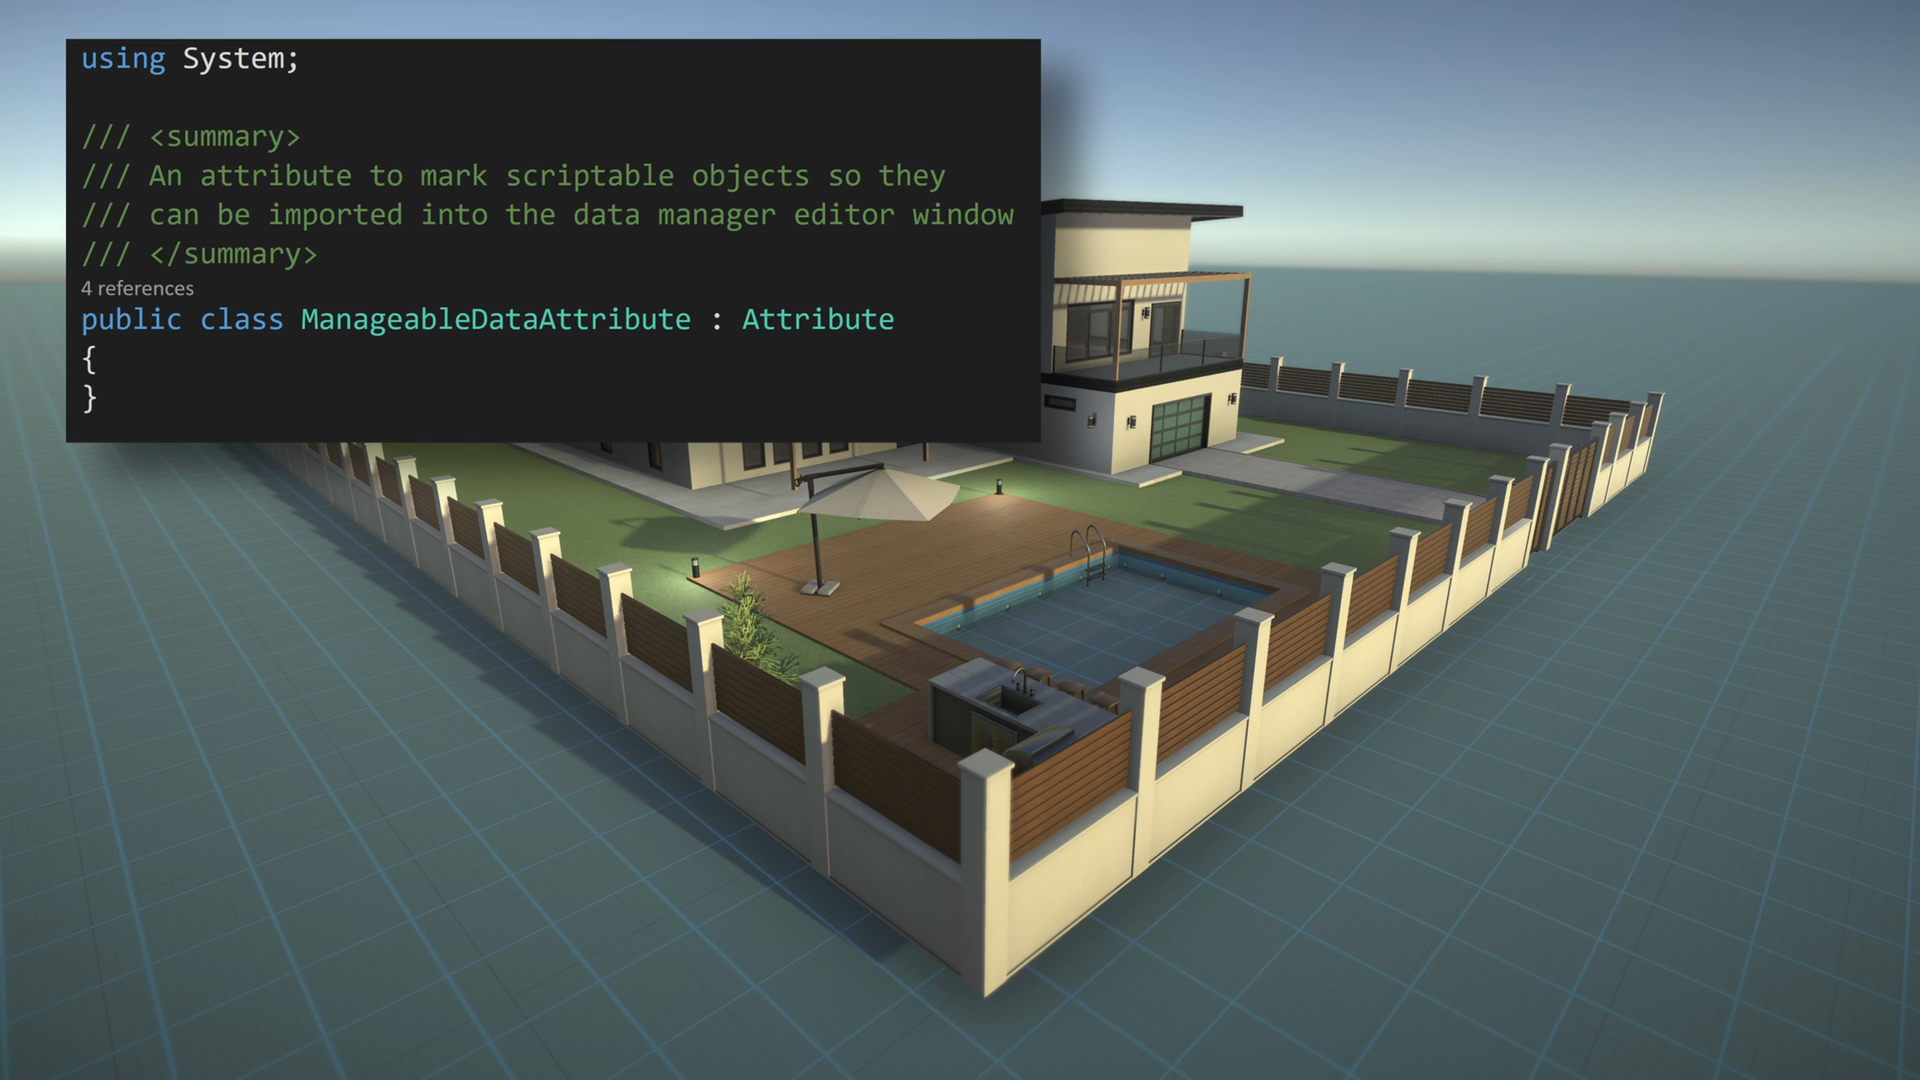 using System;
/// <summary>
/// An attribute to mark scriptable objects so they
/// can be imported into the data manager editor window
/// </summary>
4 references
public class ManageableDataAttribute : Attribute
{
}